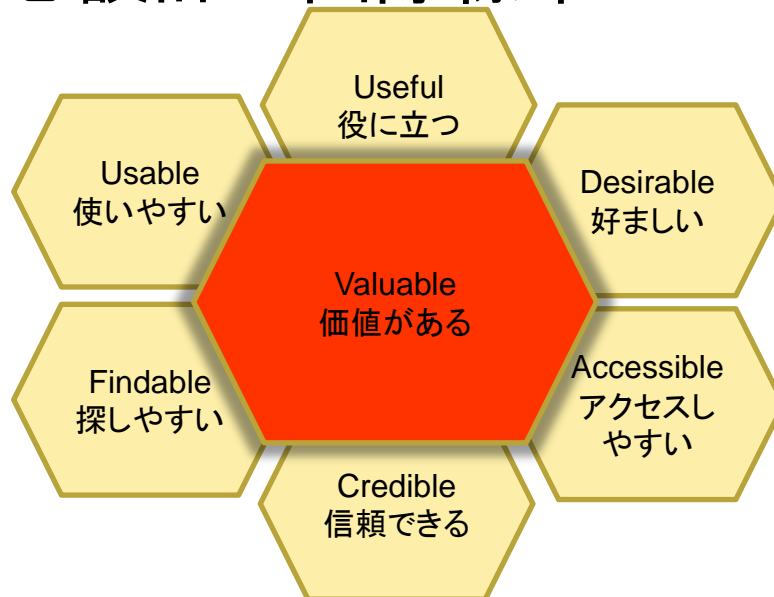 Useful
役に立つ
Usable
使いやすい
Desirable
好ましい
Valuable
価値がある
Findable
探しやすい
Accessible
アクセスし
やすい
Credible
信頼できる